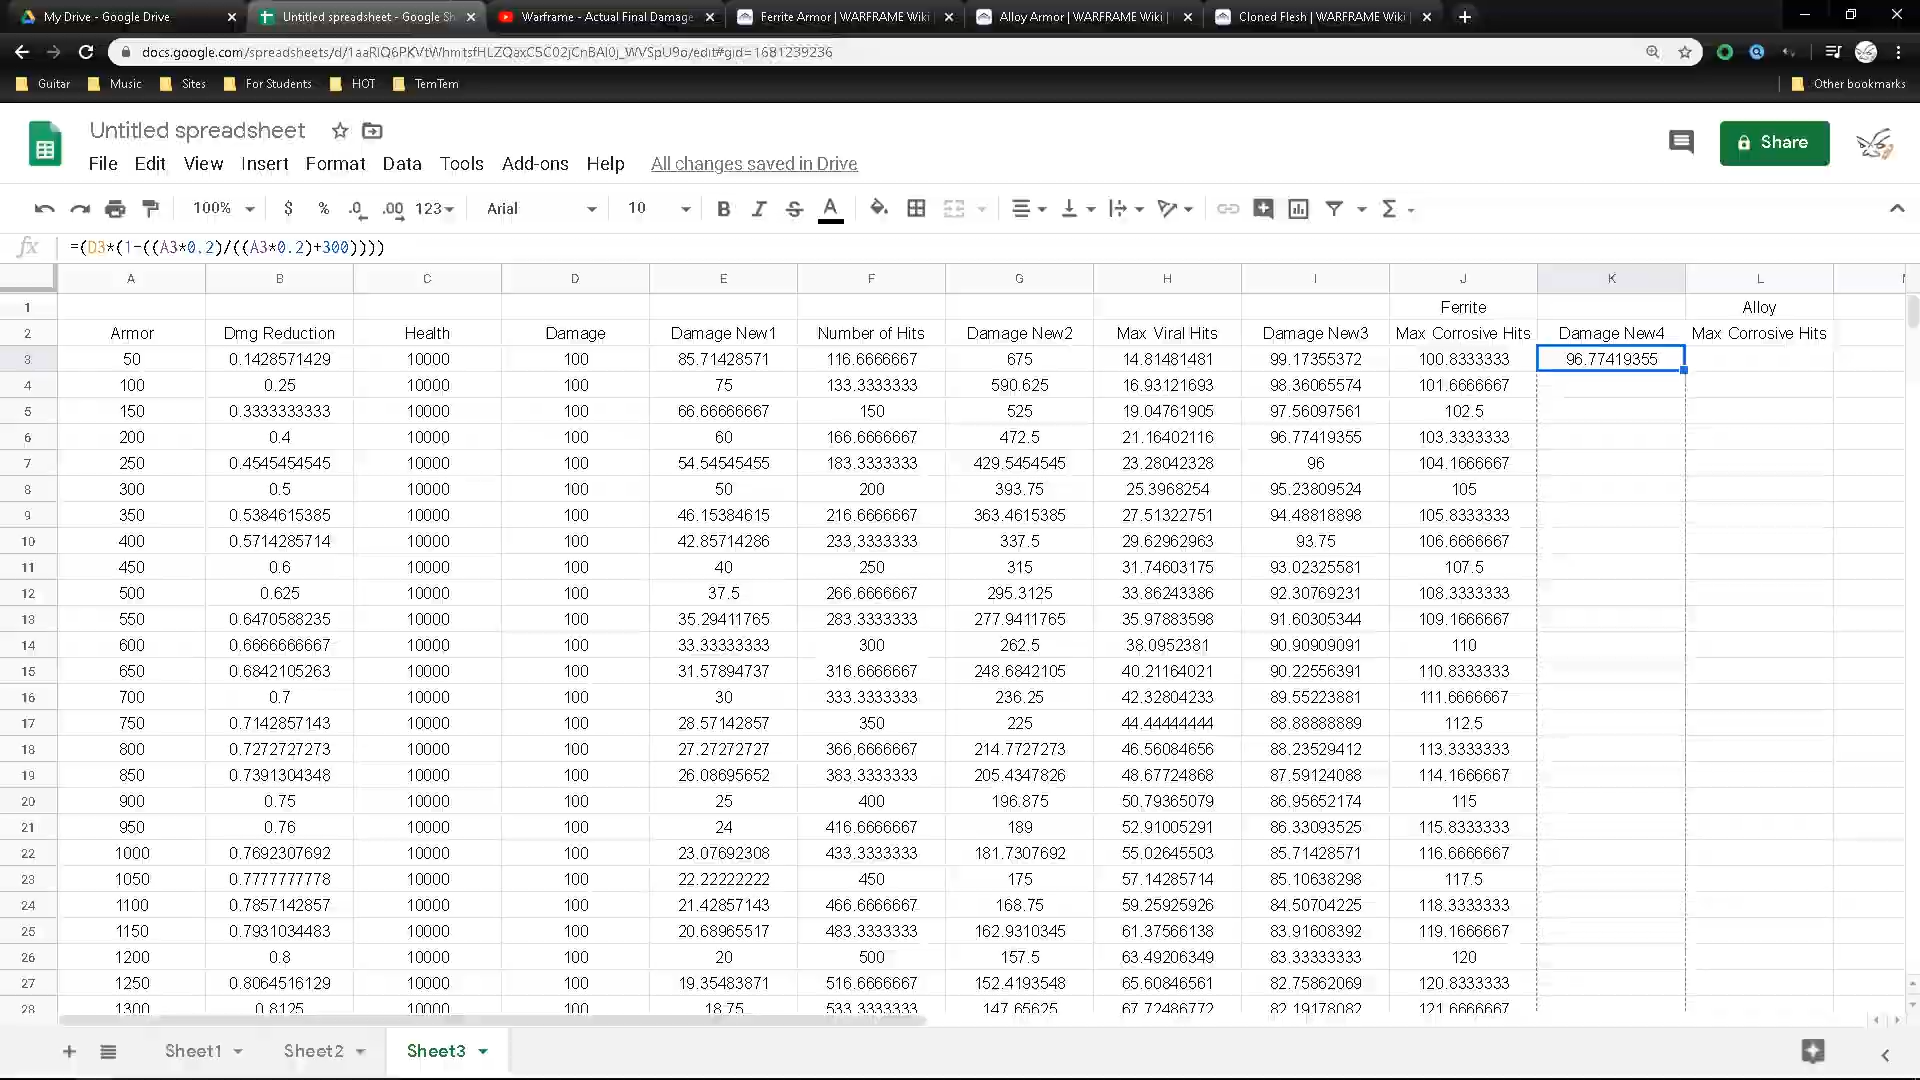 My Drive - Google Drive
Untitled spreadsheet - Google Sh
Warframe - Actual Final Damage
Ferrite Armor | WARFRAME Wiki
Alloy Armor | WARFRAME Wiki |
Cloned Flesh | WARFRAME Wiki |
Guitar Music Sites For Students HOT TemTem Other bookmarks
Untitled spreadsheet
Share
File Edit View Insert Format Data Tools Add-ons Help All changes saved in Drive
100% $ % .0 .00 123 Arial 10 B I S A Σ
fx =(D3*(1-((A3*0.2)/((A3*0.2)+300))))
A B C D E F G H I J K L
1 Ferrite Alloy
2 Armor Dmg Reduction Health Damage Damage New1 Number of Hits Damage New2 Max Viral Hits Damage New3 Max Corrosive Hits Damage New4 Max Corrosive Hits
3 50 0.1428571429 10000 100 85.71428571 116.6666667 675 14.81481481 99.17355372 100.8333333 96.77419355
4 100 0.25 10000 100 75 133.3333333 590.625 16.93121693 98.36065574 101.6666667
5 150 0.3333333333 10000 100 66.66666667 150 525 19.04761905 97.56097561 102.5
6 200 0.4 10000 100 60 166.6666667 472.5 21.16402116 96.77419355 103.3333333
7 250 0.4545454545 10000 100 54.54545455 183.3333333 429.5454545 23.28042328 96 104.1666667
8 300 0.5 10000 100 50 200 393.75 25.3968254 95.23809524 105
9 350 0.5384615385 10000 100 46.15384615 216.6666667 363.4615385 27.51322751 94.48818898 105.8333333
10 400 0.5714285714 10000 100 42.85714286 233.3333333 337.5 29.62962963 93.75 106.6666667
11 450 0.6 10000 100 40 250 315 31.74603175 93.02325581 107.5
12 500 0.625 10000 100 37.5 266.6666667 295.3125 33.86243386 92.30769231 108.3333333
13 550 0.6470588235 10000 100 35.29411765 283.3333333 277.9411765 35.97883598 91.60305344 109.1666667
14 600 0.6666666667 10000 100 33.33333333 300 262.5 38.0952381 90.90909091 110
15 650 0.6842105263 10000 100 31.57894737 316.6666667 248.6842105 40.21164021 90.22556391 110.8333333
16 700 0.7 10000 100 30 333.3333333 236.25 42.32804233 89.55223881 111.6666667
17 750 0.7142857143 10000 100 28.57142857 350 225 44.44444444 88.88888889 112.5
18 800 0.7272727273 10000 100 27.27272727 366.6666667 214.7727273 46.56084656 88.23529412 113.3333333
19 850 0.7391304348 10000 100 26.08695652 383.3333333 205.4347826 48.67724868 87.59124088 114.1666667
20 900 0.75 10000 100 25 400 196.875 50.79365079 86.95652174 115
21 950 0.76 10000 100 24 416.6666667 189 52.91005291 86.33093525 115.8333333
22 1000 0.7692307692 10000 100 23.07692308 433.3333333 181.7307692 55.02645503 85.71428571 116.6666667
23 1050 0.7777777778 10000 100 22.22222222 450 175 57.14285714 85.10638298 117.5
24 1100 0.7857142857 10000 100 21.42857143 466.6666667 168.75 59.25925926 84.50704225 118.3333333
25 1150 0.7931034483 10000 100 20.68965517 483.3333333 162.9310345 61.37566138 83.91608392 119.1666667
26 1200 0.8 10000 100 20 500 157.5 63.49206349 83.33333333 120
27 1250 0.8064516129 10000 100 19.35483871 516.6666667 152.4193548 65.60846561 82.75862069 120.8333333
28 1300 0.8125 10000 100 18.75 533.3333333 147.65625 67.72486772 82.19178082 121.6666667
Sheet1 Sheet2 Sheet3